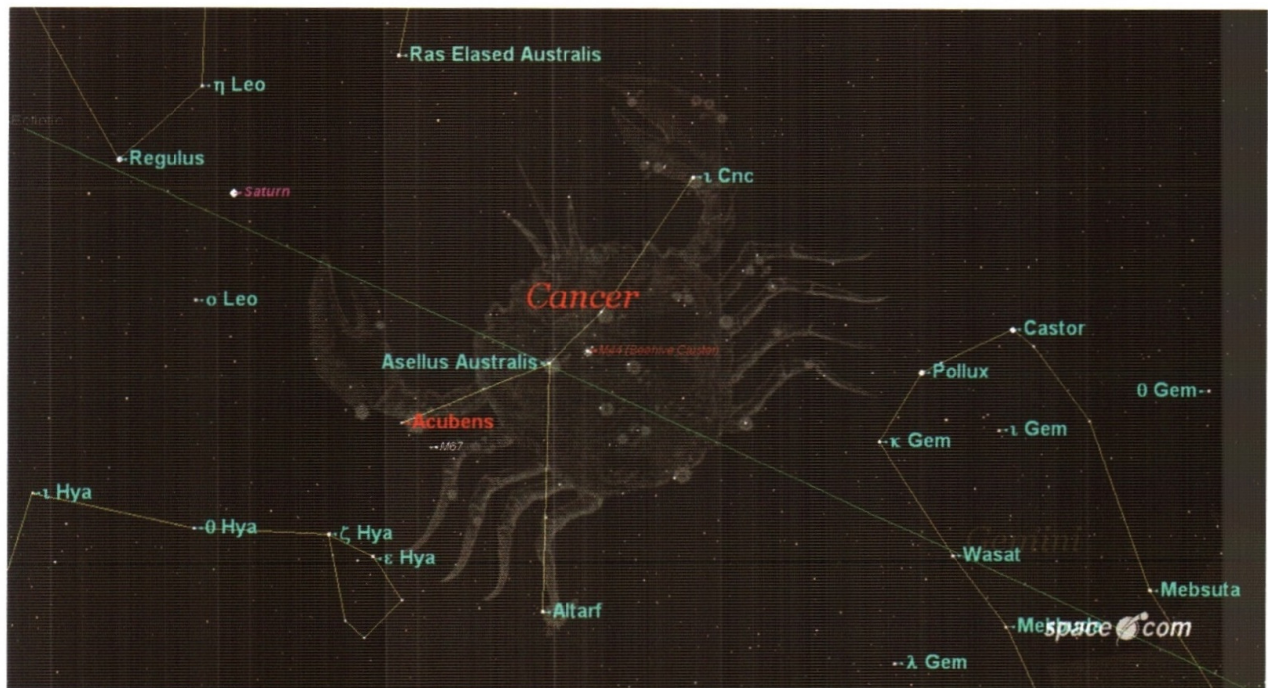 Ras Elased Australis
η Leo
Ecliptic
Regulus
ι Cnc
Saturn
Cancer
ο Leo
Castor
M44 (Beehive Cluster)
Asellus Australis
Pollux
θ Gem
Acubens
ι Gem
κ Gem
M67
ι Hya
θ Hya
ζ Hya
Gemini
ε Hya
Wasat
Mebsuta
Altarf
space.com
λ Gem